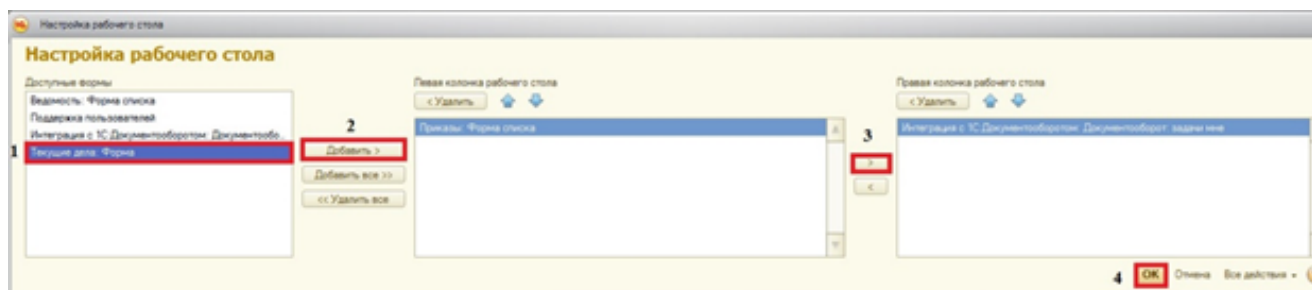 Настройка рабочего стола
Настройка рабочего стола
Доступные формы
Ведомость: Форма списка
Поддержка пользователей
Интеграция с 1С:Документооборотом: Документообо...
1 Текущие дела: Форма
2
Добавить >
Добавить все >>
<< Удалить все
Левая колонка рабочего стола
< Удалить
Приказы: Форма списка
3
>
<
Правая колонка рабочего стола
< Удалить
Интеграция с 1С:Документооборотом: Документооборот: задачи мне
4 OK Отмена Все действия